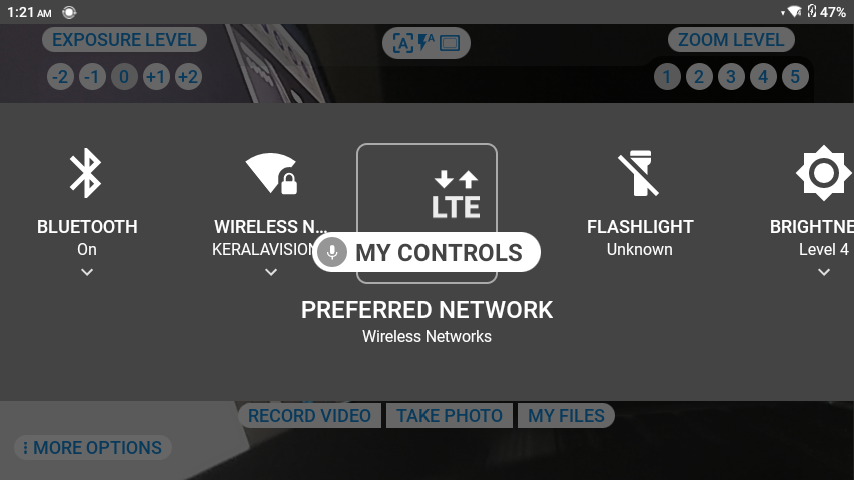 1:21 AM
47%
EXPOSURE LEVEL
A
A
ZOOM LEVEL
-2 -1 0 +1 +2
1 2 3 4 5
LTE
BLUETOOTH
On
WIRELESS N...
KERALAVISION
FLASHLIGHT
Unknown
BRIGHTNE
Level 4
MY CONTROLS
PREFERRED NETWORK
Wireless Networks
RECORD VIDEO
TAKE PHOTO
MY FILES
MORE OPTIONS